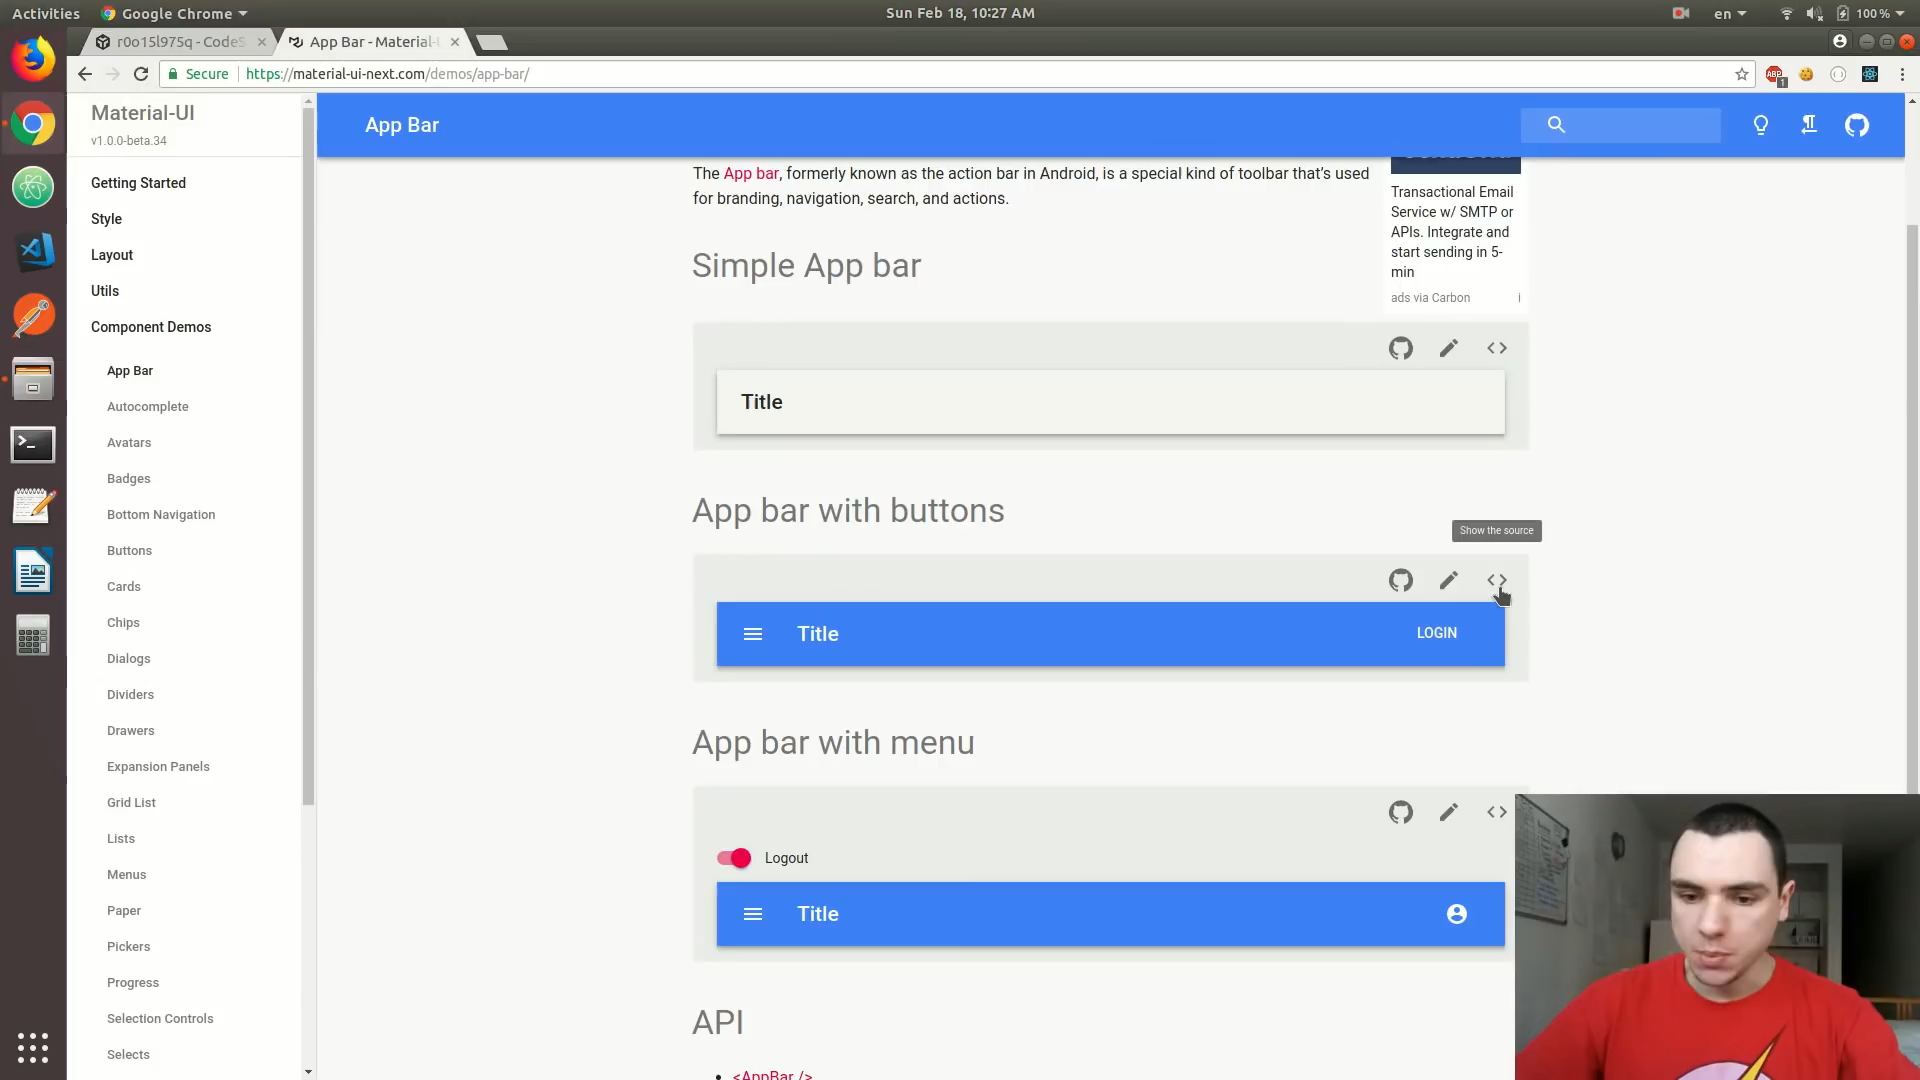 Activities
Google Chrome
Sun Feb 18, 10:27 AM
en
100 %
r0o15l975q - CodeS
App Bar - Material-U
Secure
https://material-ui-next.com/demos/app-bar/
ABP
1
Material-UI
v1.0.0-beta.34
Getting Started
Style
Layout
Utils
Component Demos
App Bar
Autocomplete
Avatars
Badges
Bottom Navigation
Buttons
Cards
Chips
Dialogs
Dividers
Drawers
Expansion Panels
Grid List
Lists
Menus
Paper
Pickers
Progress
Selection Controls
Selects
App Bar
The App bar, formerly known as the action bar in Android, is a special kind of toolbar that’s used
for branding, navigation, search, and actions.
Transactional Email
Service w/ SMTP or
APIs. Integrate and
start sending in 5-
min
ads via Carbon
i
Simple App bar
Title
App bar with buttons
Show the source
Title
LOGIN
App bar with menu
Logout
Title
API
<AppBar />